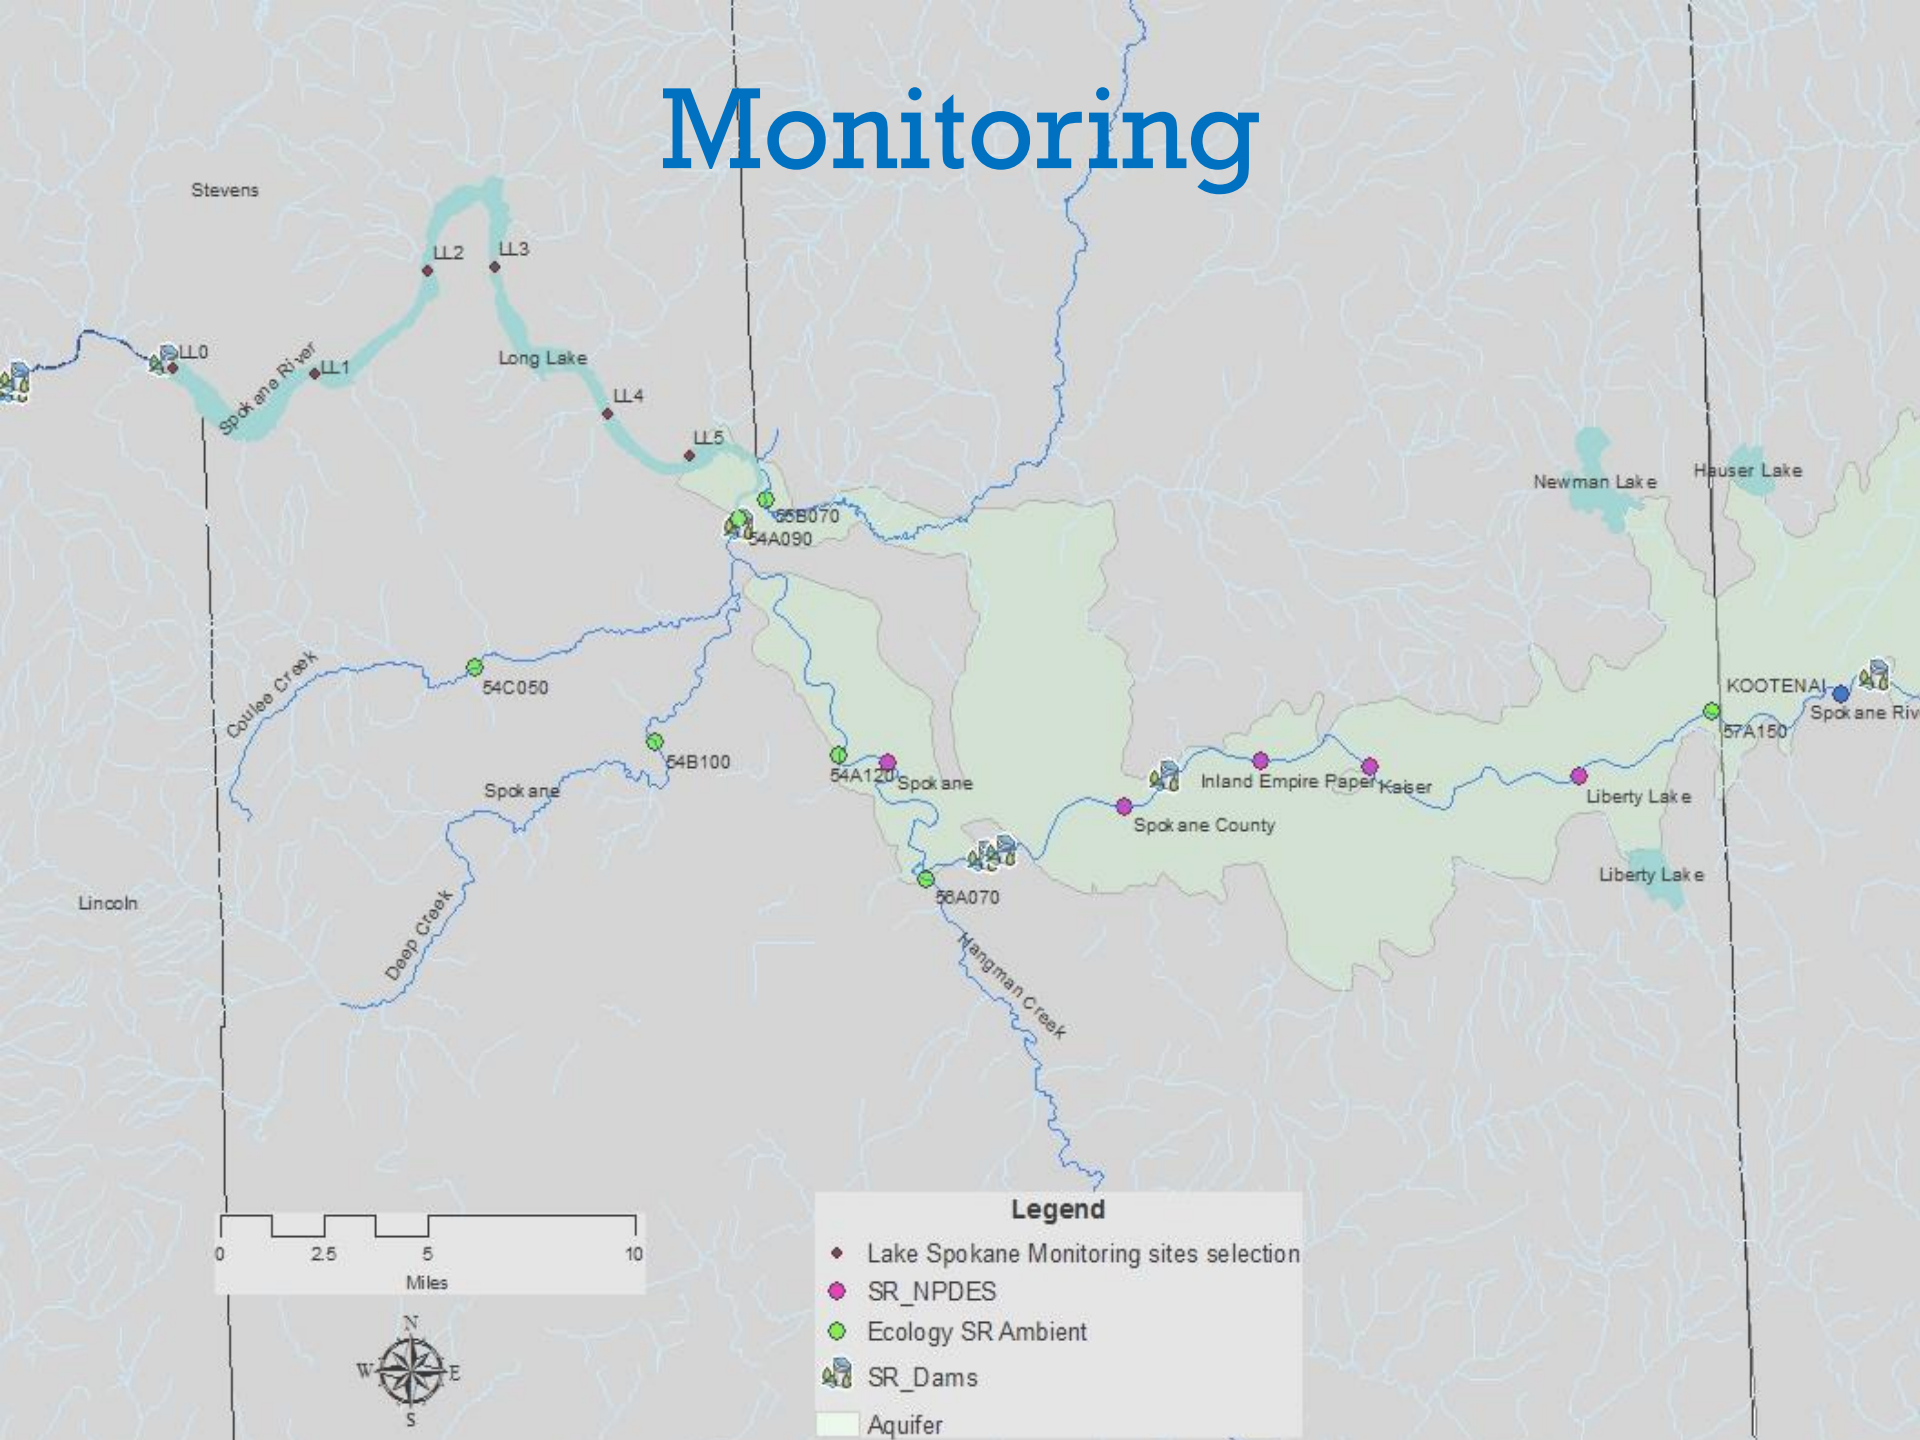 Monitoring
Stevens
LL2
LL3
LL0
LL1
Spokane River
Long Lake
LL4
LL5
Newman Lake
Hauser Lake
55B070
54A090
Coulee Creek
54C050
KOOTENAI
Spokane Riv
57A150
54B100
54A120
Spokane
Spokane
Inland Empire Paper
Kaiser
Liberty Lake
Spokane County
Liberty Lake
56A070
Lincoln
Deep Creek
Hangman Creek
0 2.5 5 10
Miles
N
W E
S
Legend
Lake Spokane Monitoring sites selection
SR_NPDES
Ecology SR Ambient
SR_Dams
Aquifer